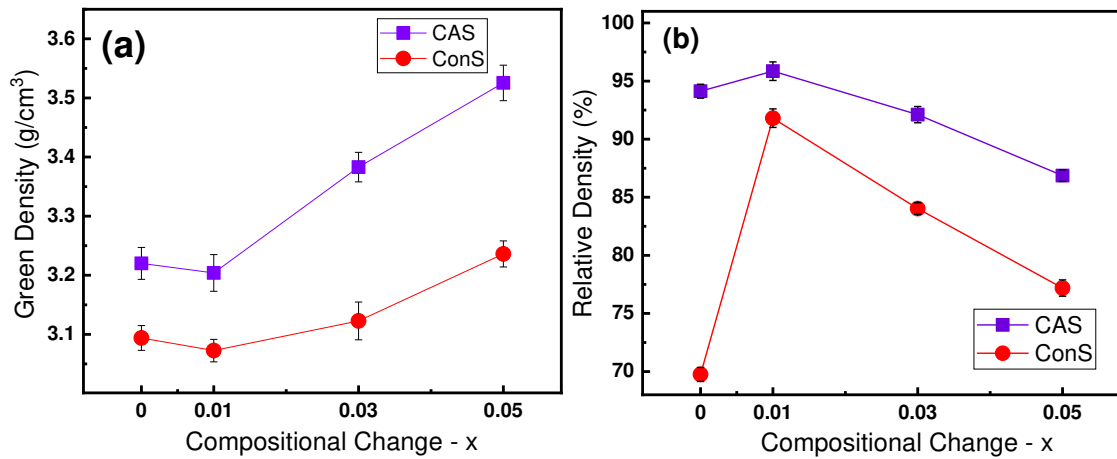 (a)
CAS
ConS
3.6
3.5
3.4
3.3
3.2
3.1
Green Density (g/cm³)
0 0.01 0.03 0.05
Compositional Change - x
(b)
CAS
ConS
100
95
90
85
80
75
70
Relative Density (%)
0 0.01 0.03 0.05
Compositional Change - x